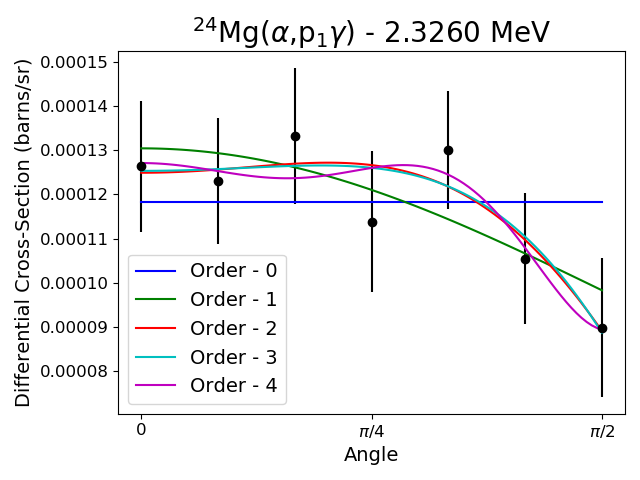 ²⁴Mg(α,p₁γ) - 2.3260 MeV
Differential Cross-Section (barns/sr)
0.00015
0.00014
0.00013
0.00012
0.00011
0.00010
0.00009
0.00008
Order - 0
Order - 1
Order - 2
Order - 3
Order - 4
0 π/4 π/2
Angle